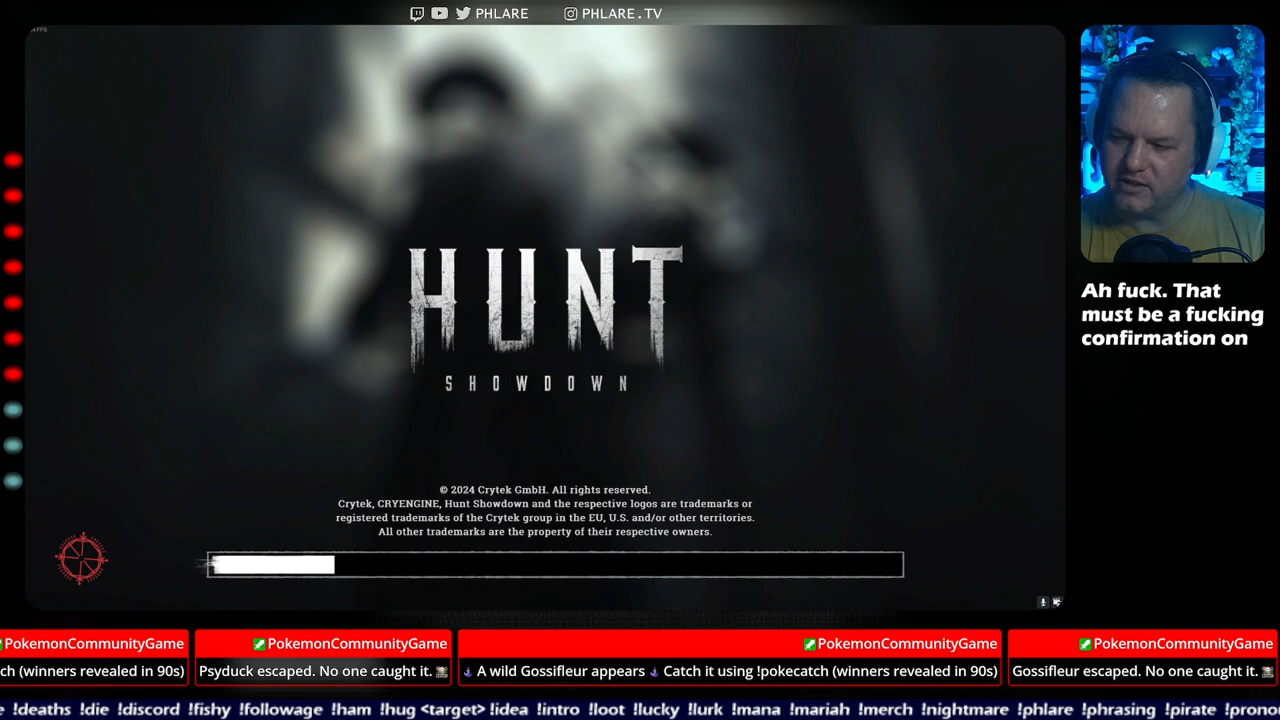 PHLARE PHLARE.TV
FPS
HUNT
SHOWDOWN
© 2024 Crytek GmbH. All rights reserved.
Crytek, CRYENGINE, Hunt Showdown and the respective logos are trademarks or
registered trademarks of the Crytek group in the EU, U.S. and/or other territories.
All other trademarks are the property of their respective owners.
Ah fuck. That
must be a fucking
confirmation on
PokemonCommunityGame
ch (winners revealed in 90s)
PokemonCommunityGame
Psyduck escaped. No one caught it.
PokemonCommunityGame
A wild Gossifleur appears Catch it using !pokecatch (winners revealed in 90s)
PokemonCommunityGame
Gossifleur escaped. No one caught it.
e !deaths !die !discord !fishy !followage !ham !hug <target> !idea !intro !loot !lucky !lurk !mana !mariah !merch !nightmare !phlare !phrasing !pirate !prono